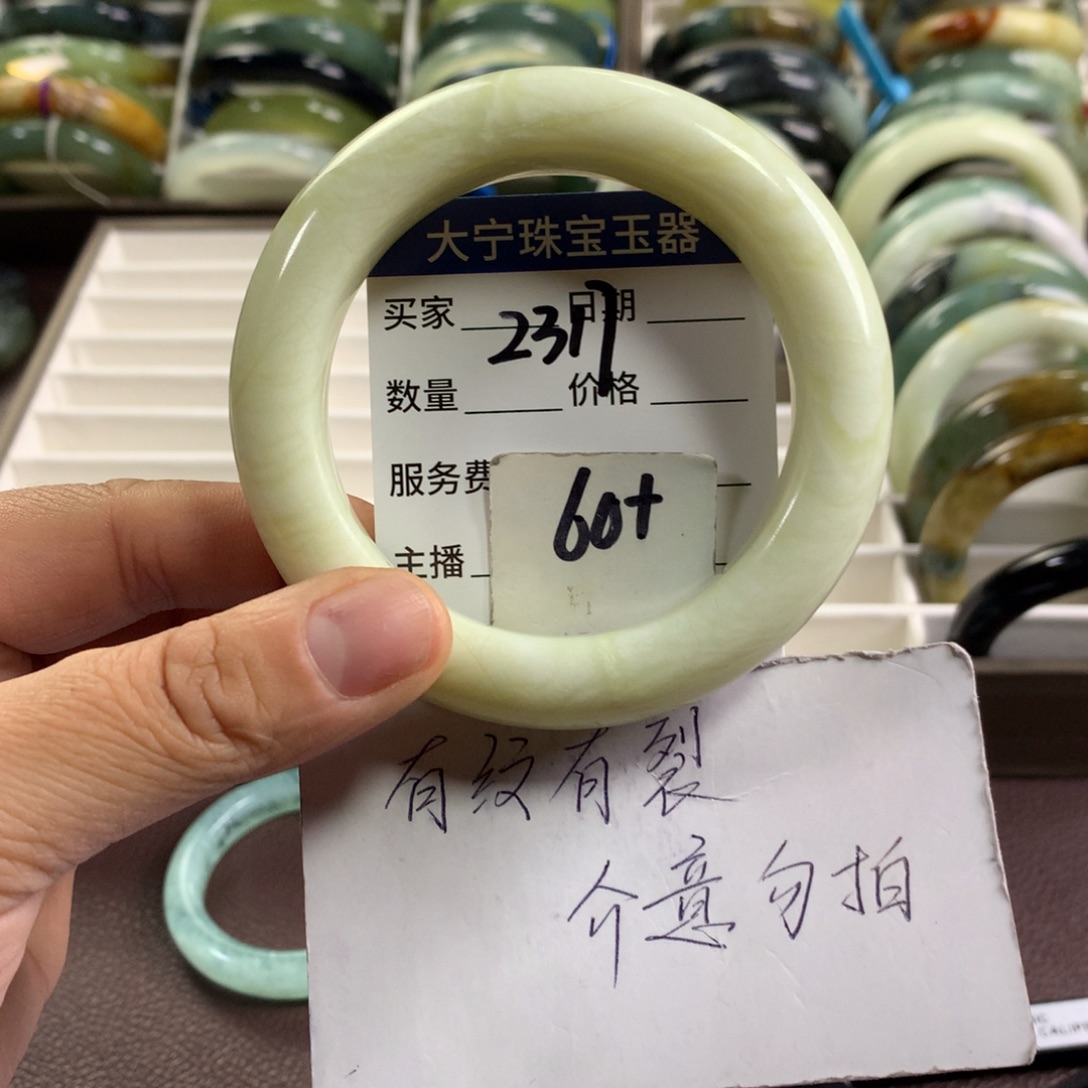 大宁珠宝玉器
买家 2317 日期
数量 价格
服务费
60+
主播
有纹有裂
介意勿拍